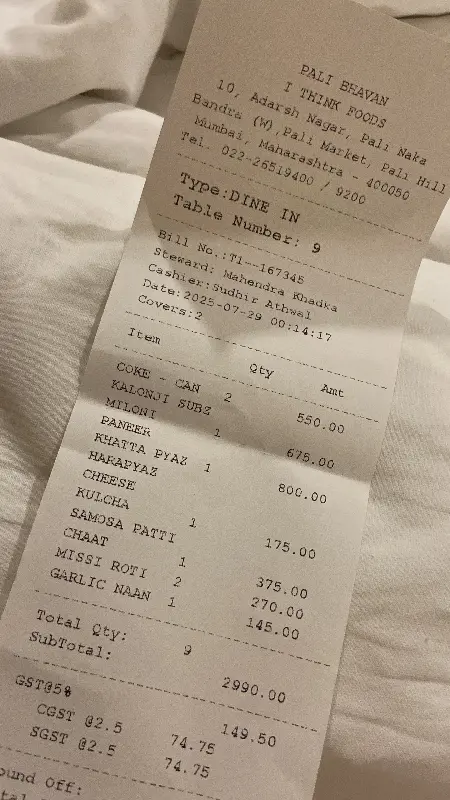 PALI BHAVAN
I THINK FOODS
10, Adarsh Nagar, Pali Naka
Bandra (W),Pali Market, Pali Hill
Mumbai, Maharashtra - 400050
Tel. 022-26519400 / 9200
Type:DINE IN
Table Number: 9
Bill No.:T1--167345
Steward: Mahendra Khadka
Cashier:Sudhir Athwal
Date:2025-07-29 00:14:17
Covers:2
Item Qty Amt
COKE - CAN 2 550.00
KALONJI SUBZ 1 675.00
MILONI
PANEER 1 800.00
KHATTA PYAZ
HARAPYAZ
CHEESE 1 175.00
KULCHA
SAMOSA PATTI 1 375.00
CHAAT
MISSI ROTI 2 270.00
GARLIC NAAN 1 145.00
Total Qty: 9
SubTotal: 2990.00
GST@5% 149.50
CGST @2.5 74.75
SGST @2.5 74.75
ound Off: